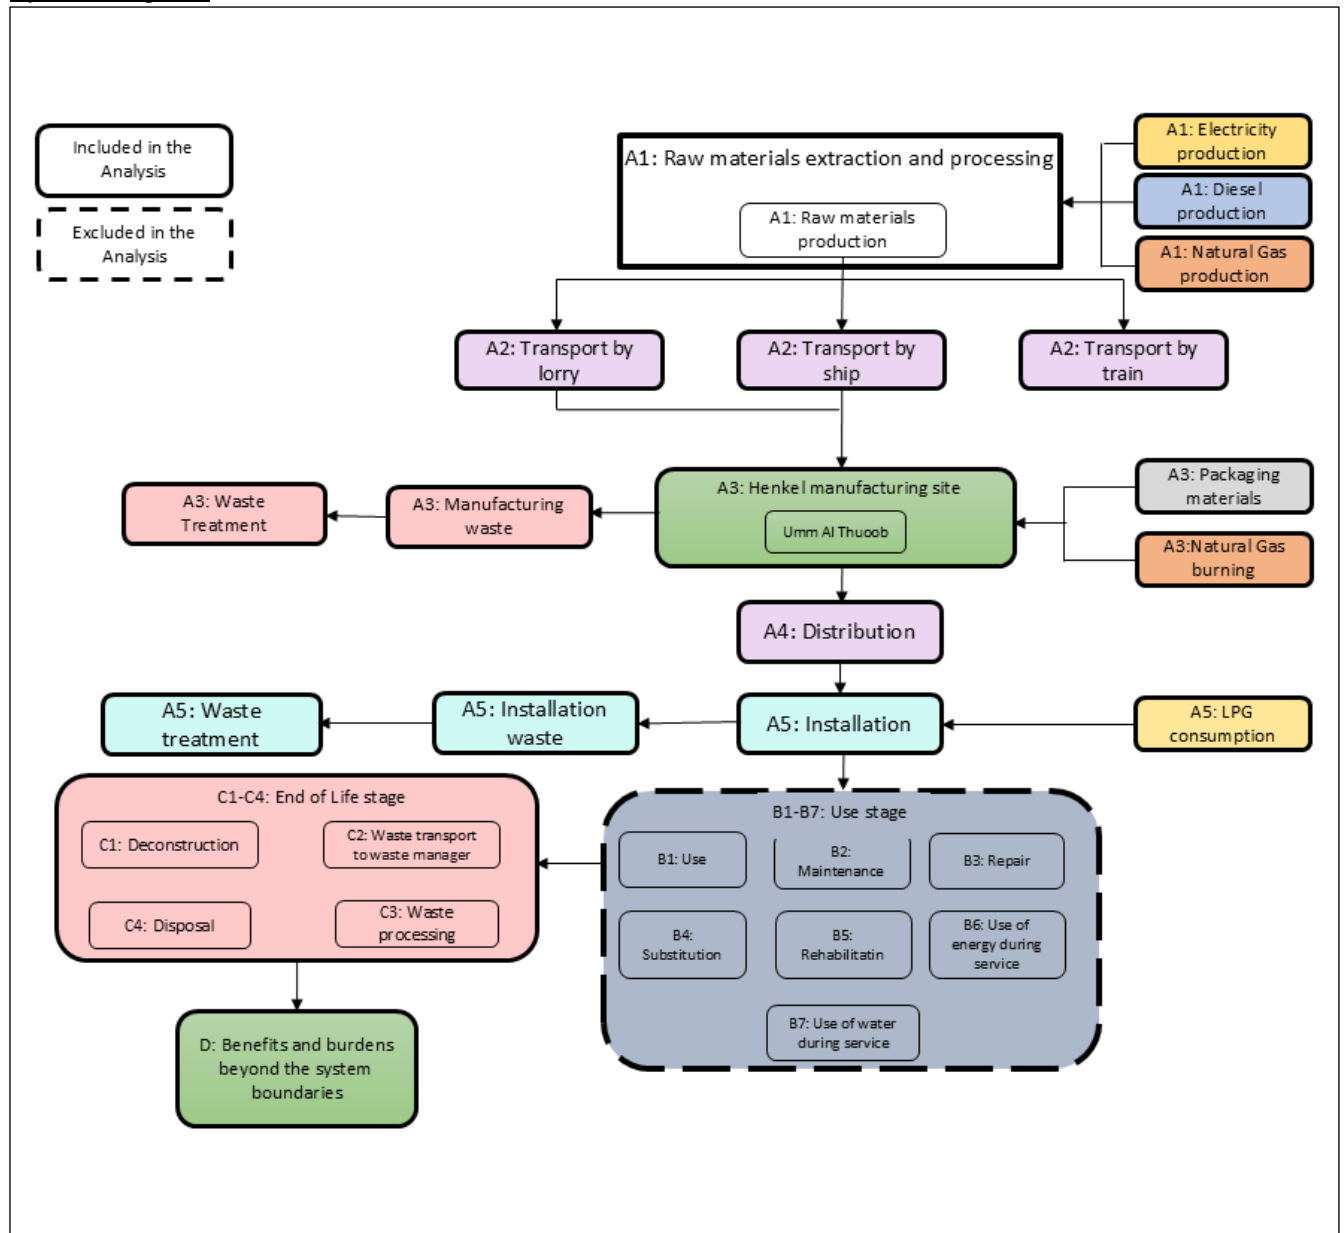 Included in the
Analysis
Excluded in the
Analysis
A1: Raw materials extraction and processing
A1: Raw materials
production
A1: Electricity
production
A1: Diesel
production
A1: Natural Gas
production
A2: Transport by
lorry
A2: Transport by
ship
A2: Transport by
train
A3: Waste
Treatment
A3: Manufacturing
waste
A3: Henkel manufacturing site
Umm Al Thuoob
A3: Packaging
materials
A3:Natural Gas
burning
A4: Distribution
A5: Waste
treatment
A5: Installation
waste
A5: Installation
A5: LPG
consumption
C1-C4: End of Life stage
C1: Deconstruction
C2: Waste transport
to waste manager
C4: Disposal
C3: Waste
processing
B1-B7: Use stage
B1: Use
B2:
Maintenance
B3: Repair
B4:
Substitution
B5:
Rehabilitatin
B6: Use of
energy during
service
B7: Use of water
during service
D: Benefits and burdens
beyond the system
boundaries